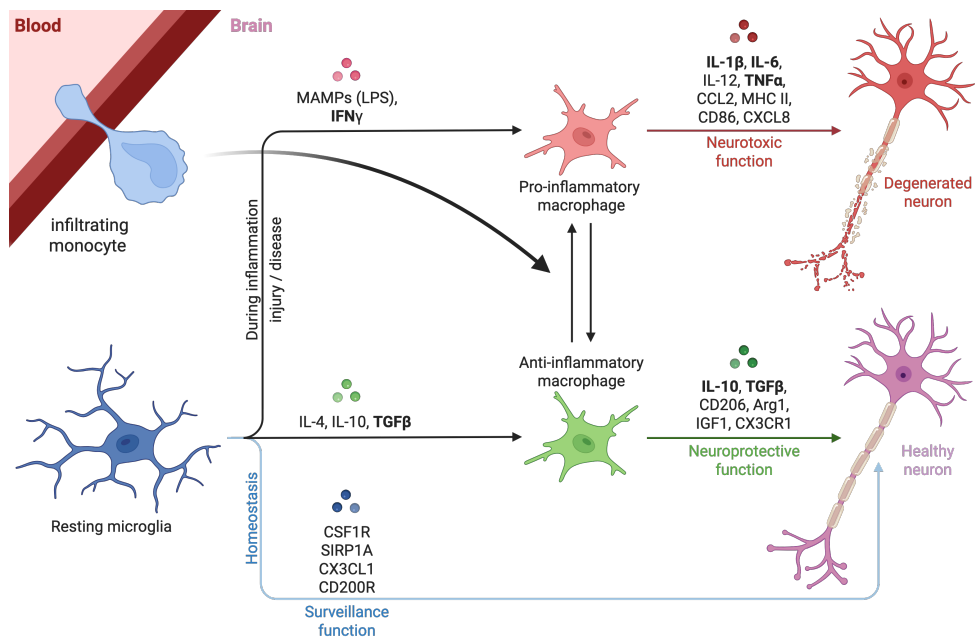 Blood
Brain
infiltrating
monocyte
MAMPs (LPS),
IFNγ
Pro-inflammatory
macrophage
IL-1β, IL-6,
IL-12, TNFα,
CCL2, MHC II,
CD86, CXCL8
Neurotoxic
function
Degenerated
neuron
During inflammation
injury / disease
Resting microglia
IL-4, IL-10, TGFβ
Anti-inflammatory
macrophage
IL-10, TGFβ,
CD206, Arg1,
IGF1, CX3CR1
Neuroprotective
function
Healthy
neuron
Homeostasis
CSF1R
SIRP1A
CX3CL1
CD200R
Surveillance
function